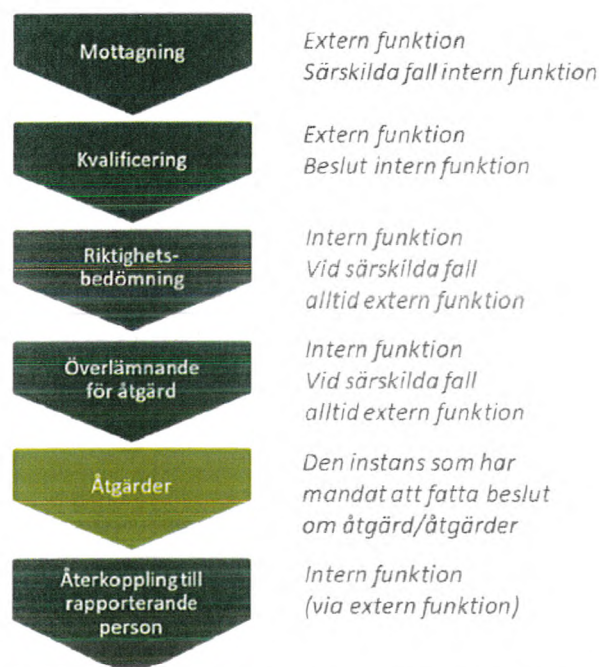 Mottagning
Extern funktion
Särskilda fall intern funktion
Kvalificering
Extern funktion
Beslut intern funktion
Riktighets-
bedömning
Intern funktion
Vid särskilda fall
alltid extern funktion
Överlämnande
för åtgärd
Intern funktion
Vid särskilda fall
alltid extern funktion
Åtgärder
Den instans som har
mandat att fatta beslut
om åtgärd/åtgärder
Återkoppling till
rapporterande
person
Intern funktion
(via extern funktion)